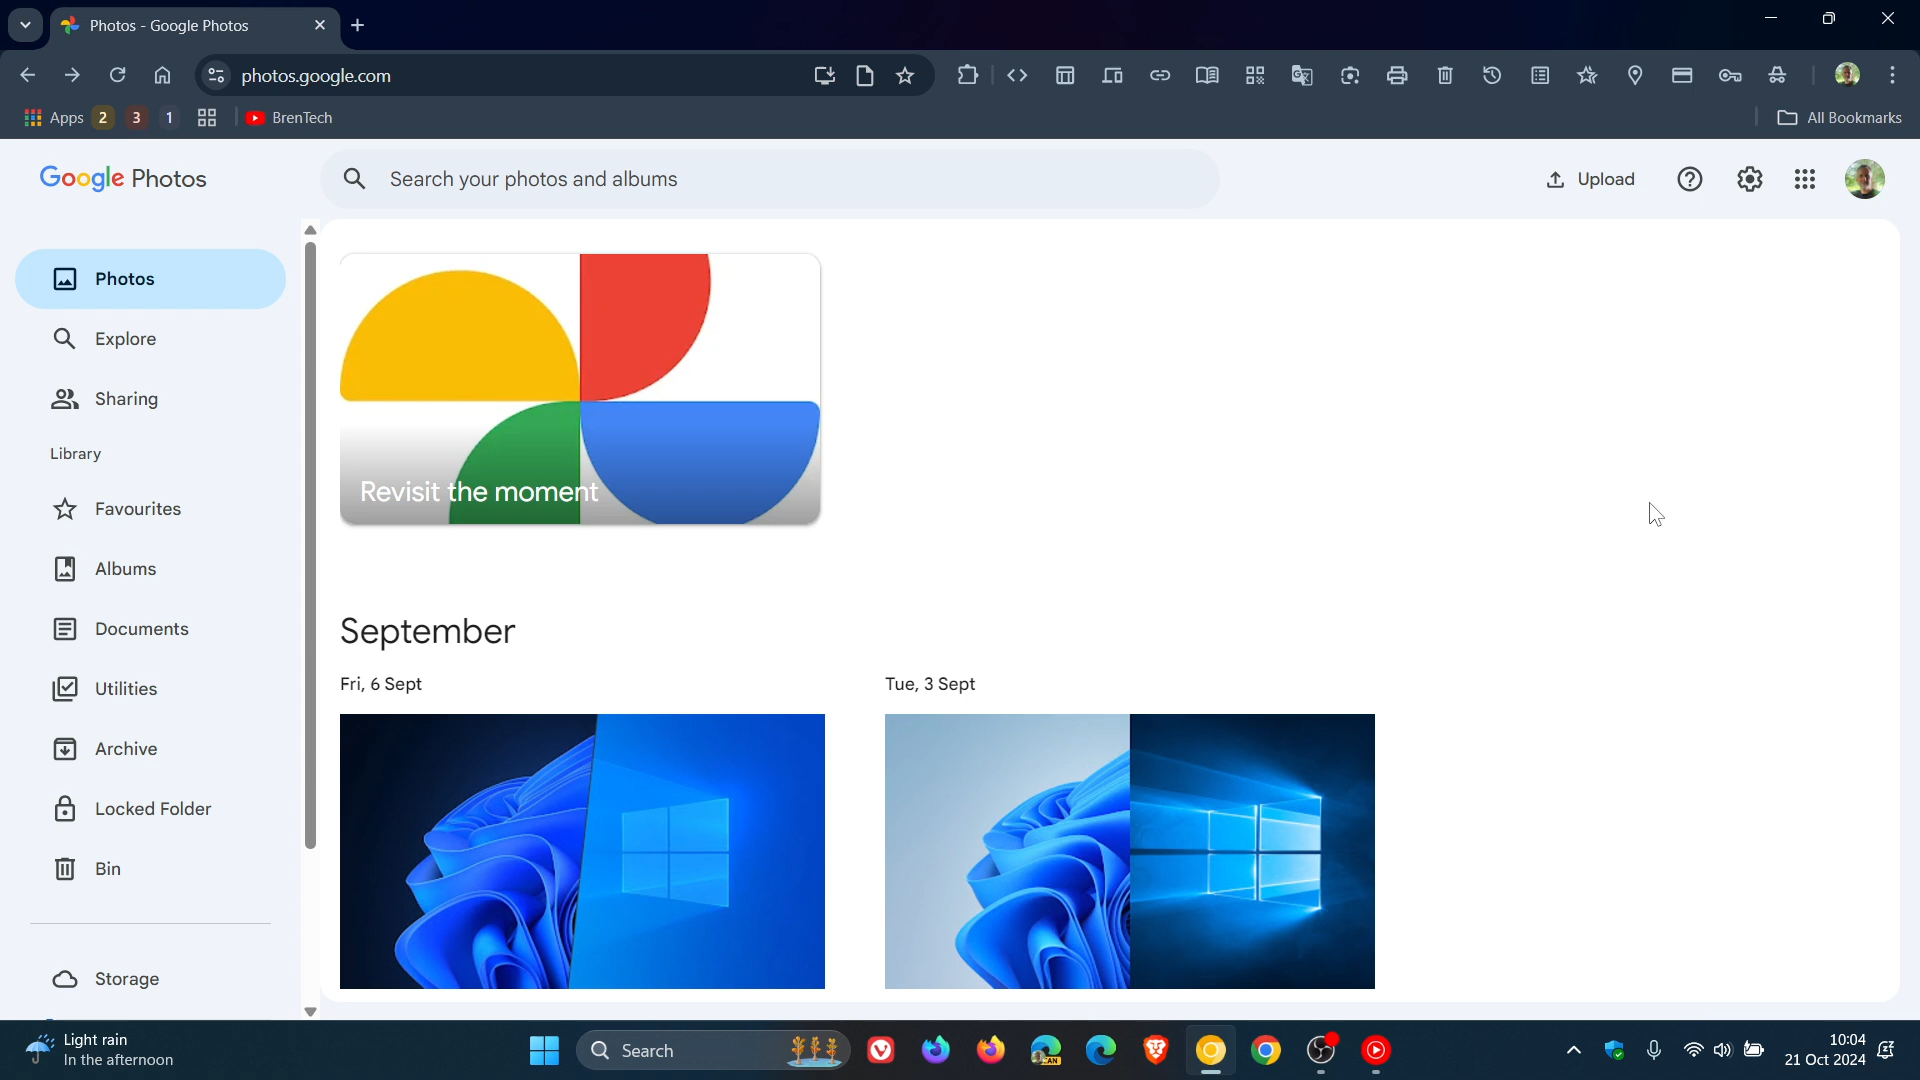 Photos - Google Photos
photos.google.com
Apps 2 3 1 BrenTech All Bookmarks
Google Photos
Search your photos and albums
Upload
Photos
Explore
Sharing
Library
Favourites
Albums
Documents
Utilities
Archive
Locked Folder
Bin
Storage
Revisit the moment
September
Fri, 6 Sept
Tue, 3 Sept
Light rain
In the afternoon
Search
CAN
10:04
21 Oct 2024